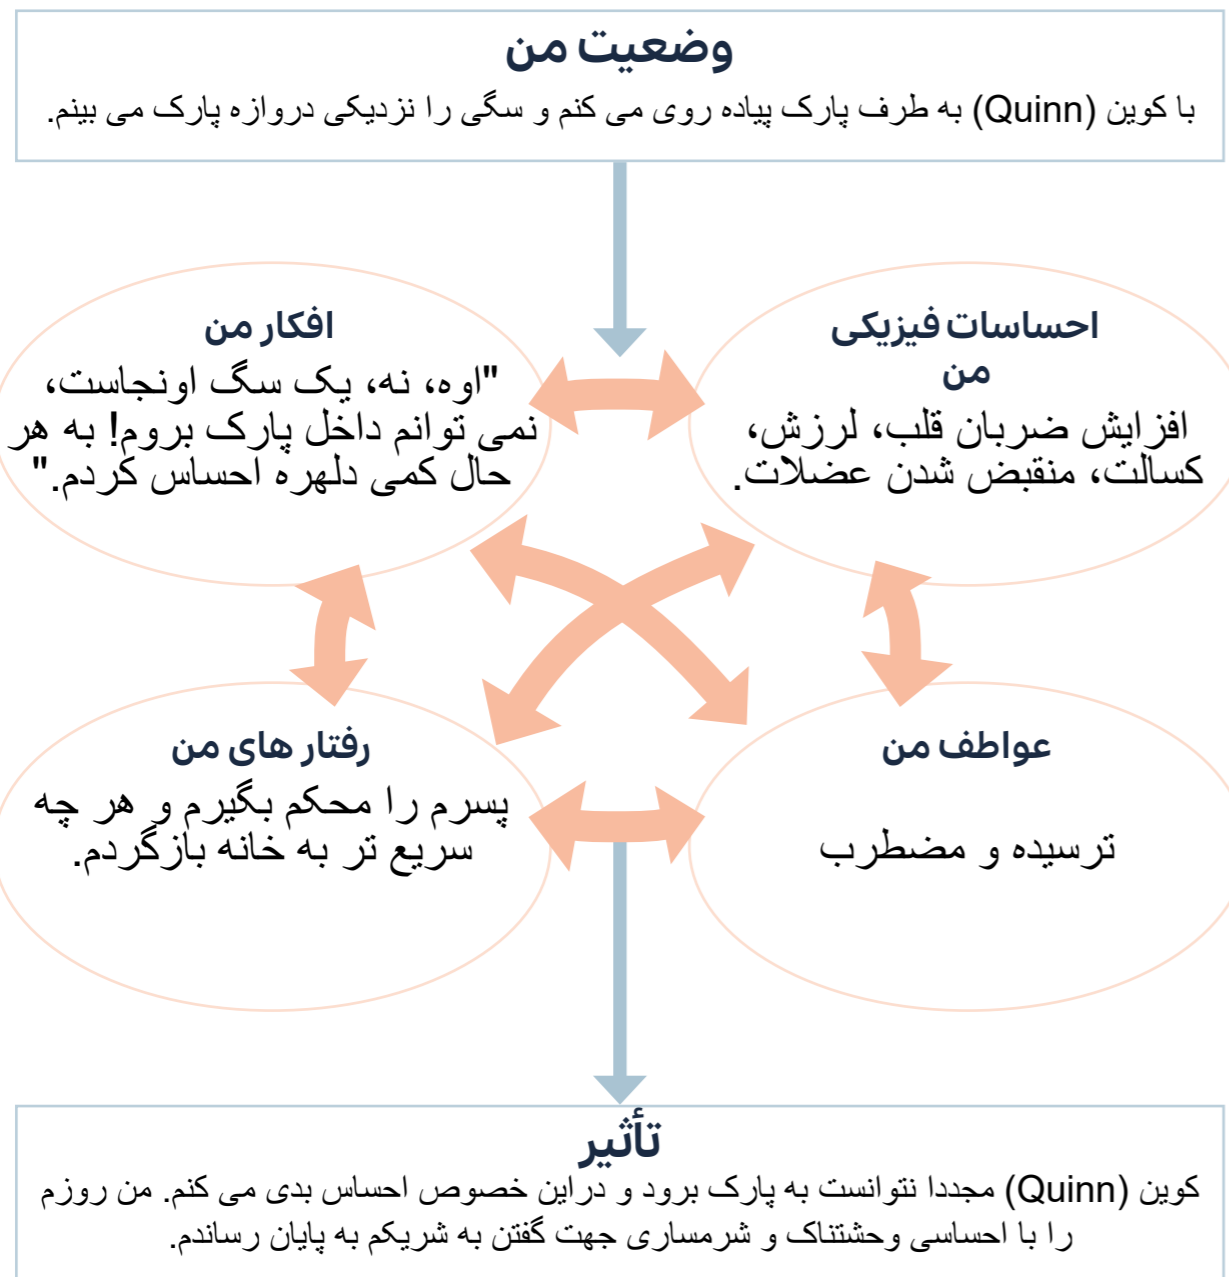 وضعیت من
با کوین (Quinn) به طرف پارک پیاده روی می کنم و سگی را نزدیکی دروازه پارک می بینم.
احساسات فیزیکی
من
افزایش ضربان قلب، لرزش،
کسالت، منقبض شدن عضلات.
افکار من
"اوه، نه، یک سگ اونجاست،
نمی توانم داخل پارک بروم! به هر
حال کمی دلهره احساس کردم."
عواطف من
ترسیده و مضطرب
رفتار های من
پسرم را محکم بگیرم و هر چه
سریع تر به خانه بازگردم.
تأثیر
کوین (Quinn) مجددا نتوانست به پارک برود و دراین خصوص احساس بدی می کنم. من روزم
را با احساسی وحشتناک و شرمساری جهت گفتن به شریکم به پایان رساندم.